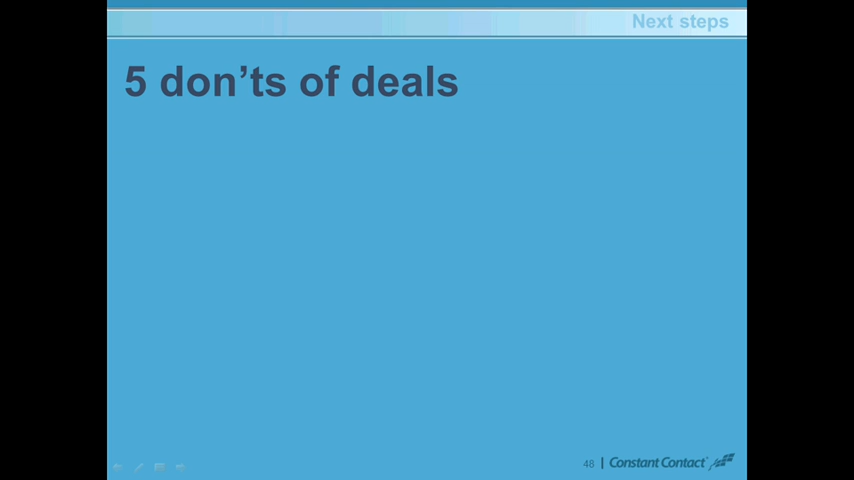 Next steps
5 don’ts of deals
48 | Constant Contact